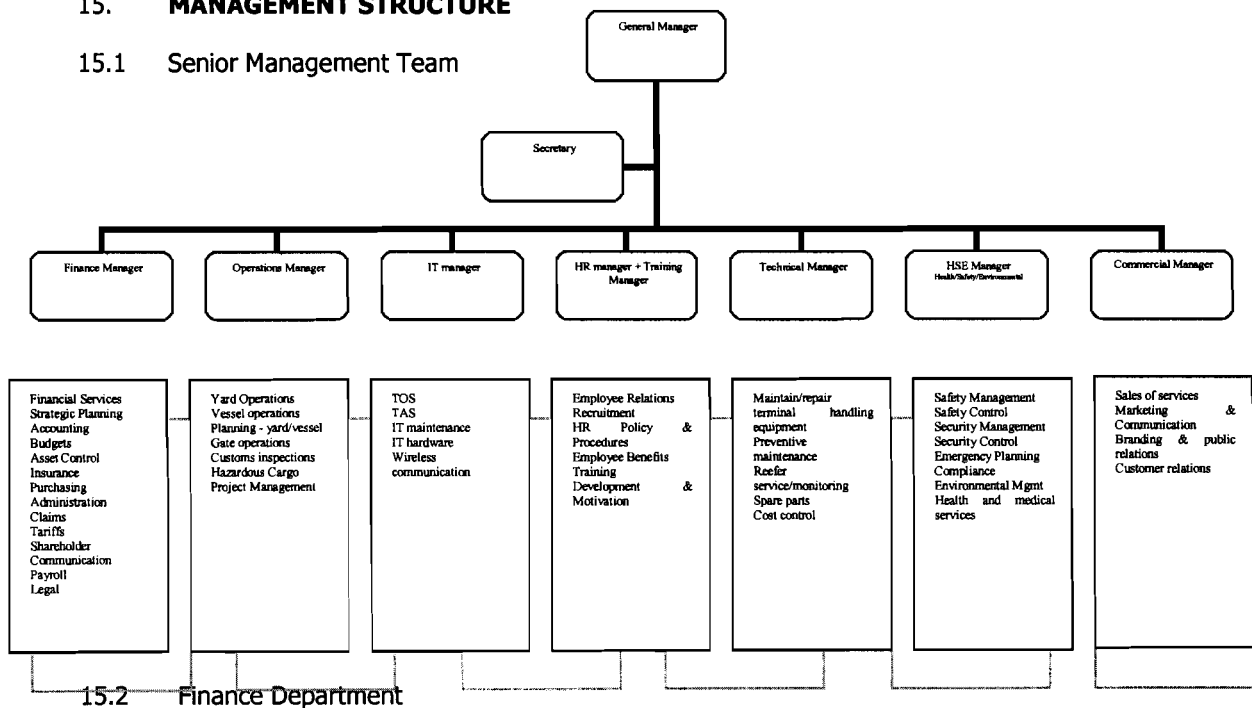 15. MANAGEMENT STRUCTURE
15.1 Senior Management Team
General Manager
Secretary
Finance Manager
Operations Manager
IT manager
HR manager + Training
Manager
Technical Manager
HSE Manager
Health/Safety/Environmental
Commercial Manager
Financial Services
Strategic Planning
Accounting
Budgets
Asset Control
Insurance
Purchasing
Administration
Claims
Tariffs
Shareholder
Communication
Payroll
Legal
Yard Operations
Vessel operations
Planning - yard/vessel
Gate operations
Customs inspections
Hazardous Cargo
Project Management
TOS
TAS
IT maintenance
IT hardware
Wireless
communication
Employee Relations
Recruitment
HR Policy &
Procedures
Employee Benefits
Training
Development &
Motivation
Maintain/repair
terminal handling
equipment
Preventive
maintenance
Reefer
service/monitoring
Spare parts
Cost control
Safety Management
Safety Control
Security Management
Security Control
Emergency Planning
Compliance
Environmental Mgmt
Health and medical
services
Sales of services
Marketing &
Communication
Branding & public
relations
Customer relations
15.2 Finance Department